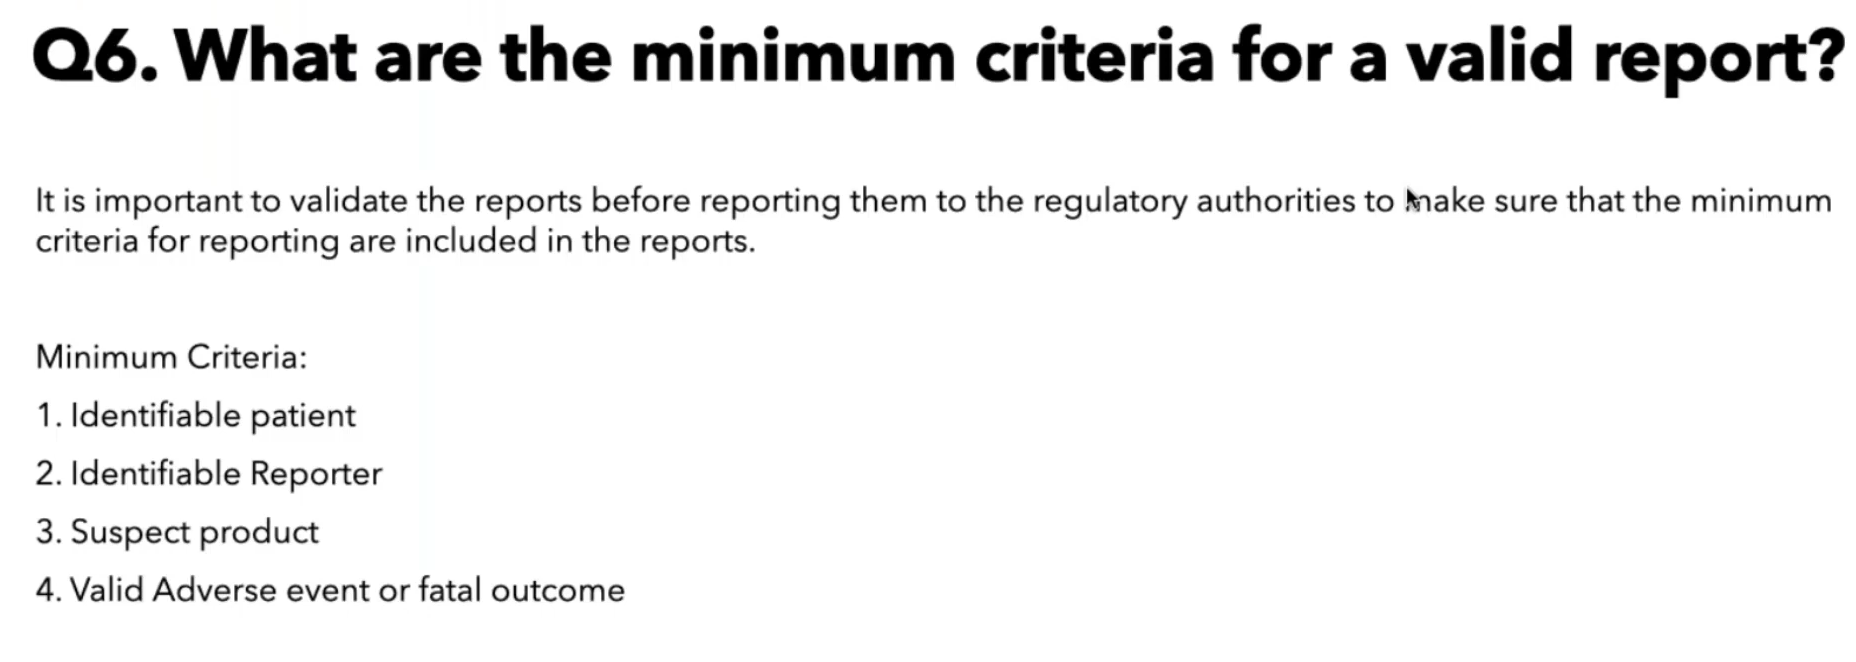 Q6. What are the minimum criteria for a valid report?
It is important to validate the reports before reporting them to the regulatory authorities to make sure that the minimum
criteria for reporting are included in the reports.
Minimum Criteria:
1. Identifiable patient
2. Identifiable Reporter
3. Suspect product
4. Valid Adverse event or fatal outcome